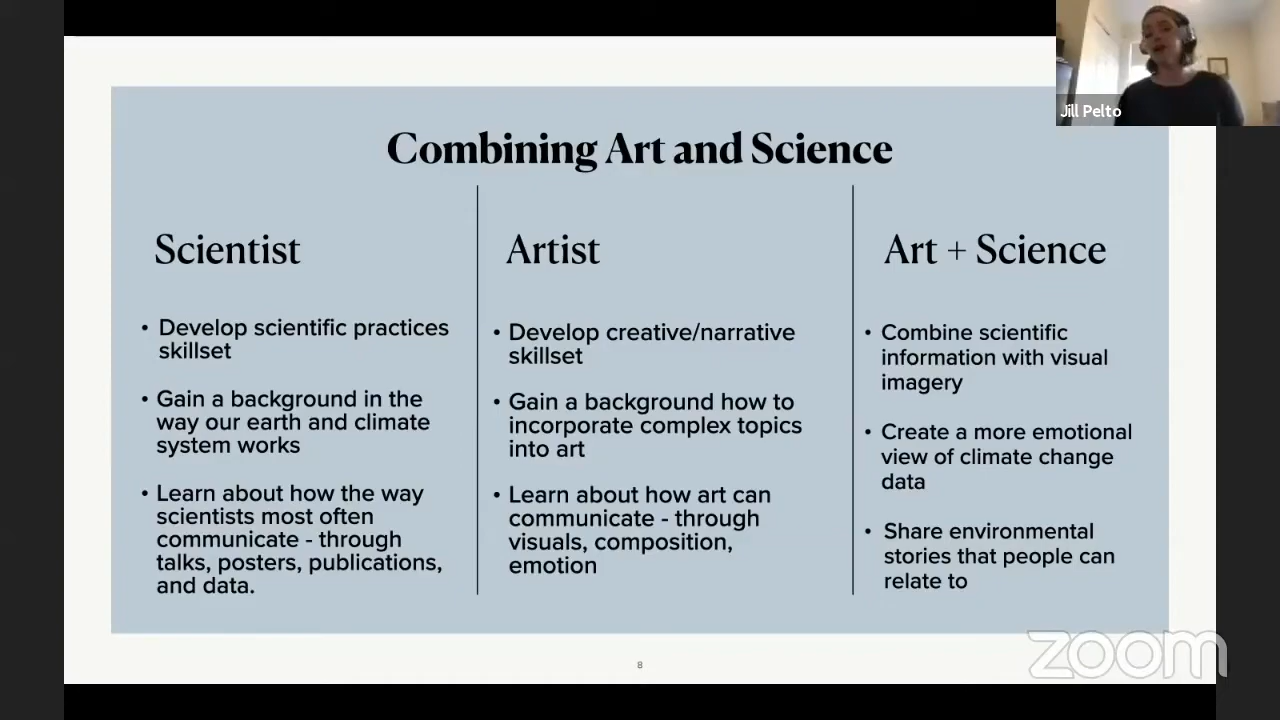 Jill Pelto
Combining Art and Science
Scientist
• Develop scientific practices
skillset
• Gain a background in the
way our earth and climate
system works
• Learn about how the way
scientists most often
communicate - through
talks, posters, publications,
and data.
Artist
• Develop creative/narrative
skillset
• Gain a background how to
incorporate complex topics
into art
• Learn about how art can
communicate - through
visuals, composition,
emotion
Art + Science
• Combine scientific
information with visual
imagery
• Create a more emotional
view of climate change
data
• Share environmental
stories that people can
relate to
8
zoom